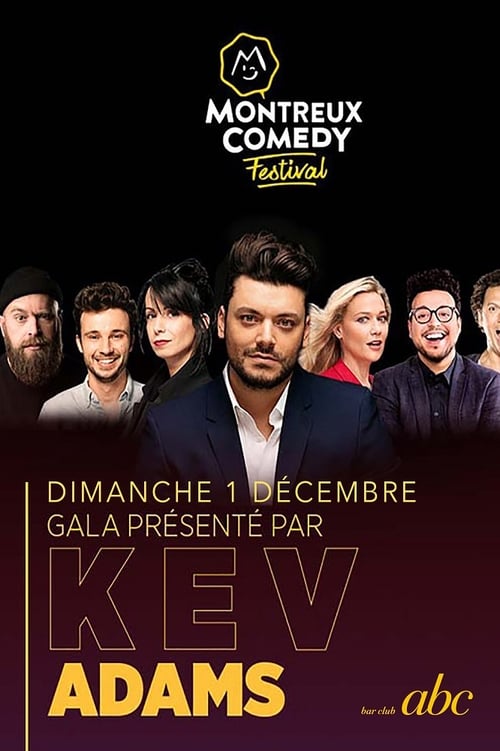 MONTREUX
COMEDY
Festival
DIMANCHE 1 DÉCEMBRE
GALA PRÉSENTÉ PAR
KEV
ADAMS
bar club abc